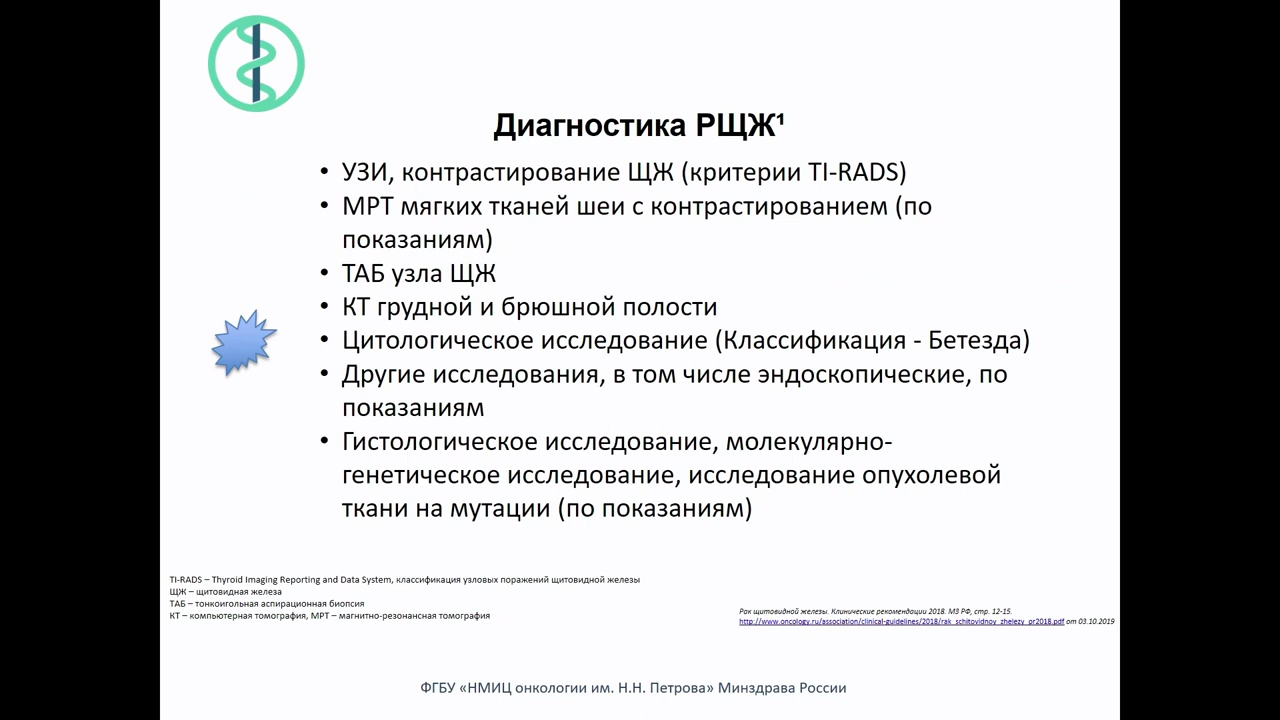 Диагностика РЩЖ¹
• УЗИ, контрастирование ЩЖ (критерии TI-RADS)
• МРТ мягких тканей шеи с контрастированием (по
показаниям)
• ТАБ узла ЩЖ
• КТ грудной и брюшной полости
• Цитологическое исследование (Классификация - Бетезда)
• Другие исследования, в том числе эндоскопические, по
показаниям
• Гистологическое исследование, молекулярно-
генетическое исследование, исследование опухолевой
ткани на мутации (по показаниям)
TI-RADS – Thyroid Imaging Reporting and Data System, классификация узловых поражений щитовидной железы
ЩЖ – щитовидная железа
ТАБ – тонкоигольная аспирационная биопсия
КТ – компьютерная томография, МРТ – магнитно-резонансная томография
Рак щитовидной железы. Клинические рекомендации 2018. МЗ РФ, стр. 12-15.
http://www.oncology.ru/association/clinical-guidelines/2018/rak_schitovidnoy_zhelezy_pr2018.pdf от 03.10.2019
ФГБУ «НМИЦ онкологии им. Н.Н. Петрова» Минздрава России